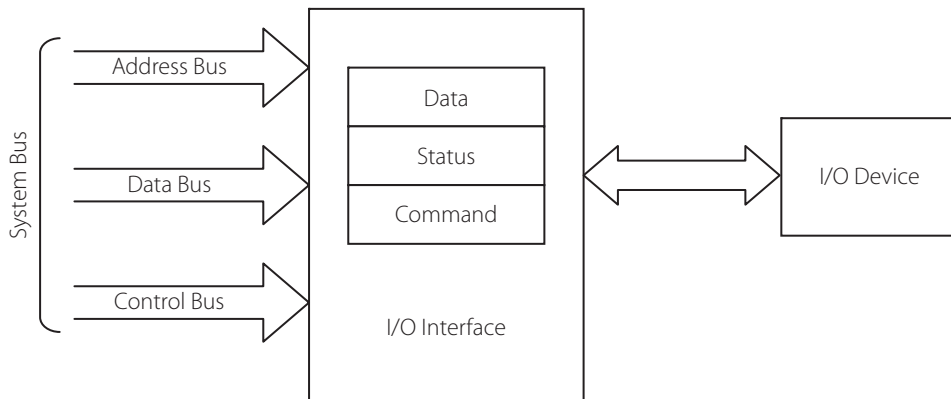 System Bus
Address Bus
Data Bus
Control Bus
Data
Status
Command
I/O Interface
I/O Device